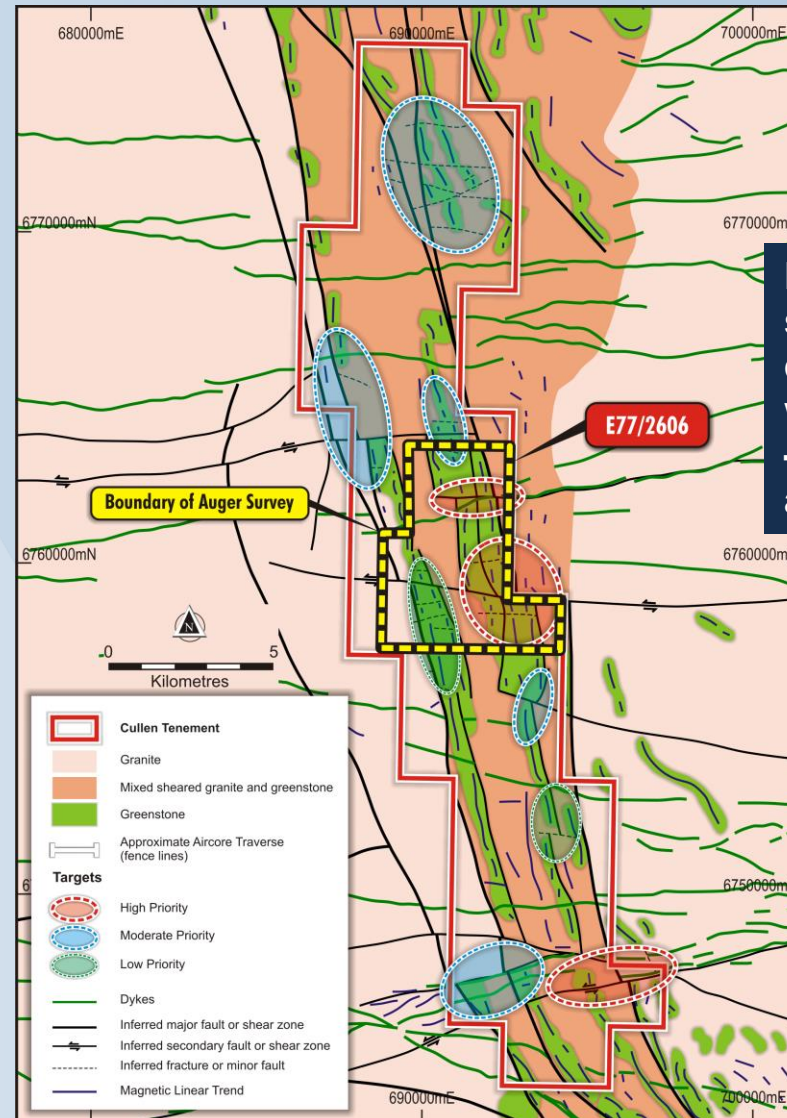 680000mE
690000mE
700000mE
6770000mN
6770000m
E77/2606
Boundary of Auger Survey
6760000mN
6760000m
N
0
5
Kilometres
Cullen Tenement
Granite
Mixed sheared granite and greenstone
Greenstone
Approximate Aircore Traverse
(fence lines)
Targets
High Priority
Moderate Priority
Low Priority
Dykes
Inferred major fault or shear zone
Inferred secondary fault or shear zone
Inferred fracture or minor fault
Magnetic Linear Trend
6750000m
690000mE
700000mE